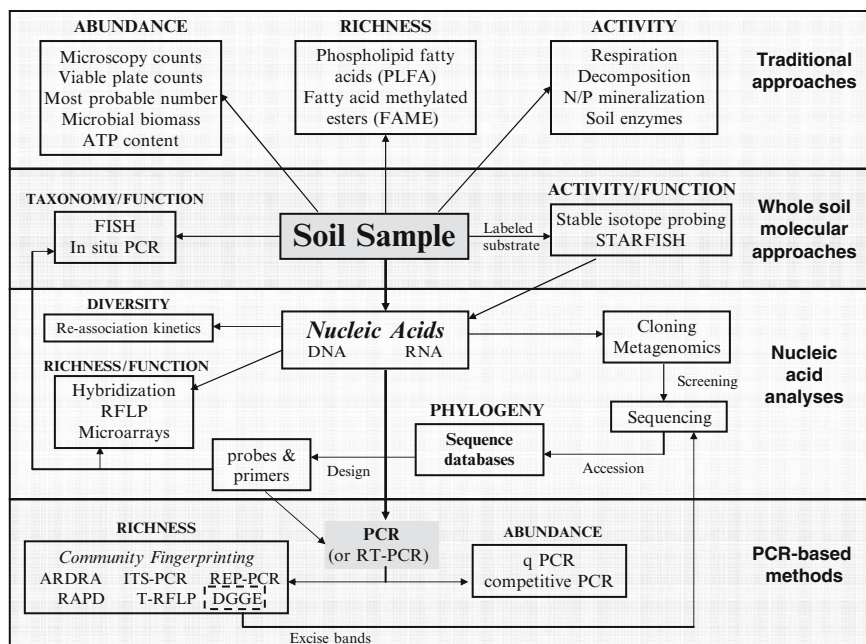 ABUNDANCE
Microscopy counts
Viable plate counts
Most probable number
Microbial biomass
ATP content
RICHNESS
Phospholipid fatty
acids (PLFA)
Fatty acid methylated
esters (FAME)
ACTIVITY
Respiration
Decomposition
N/P mineralization
Soil enzymes
Traditional
approaches
TAXONOMY/FUNCTION
FISH
In situ PCR
Soil Sample
Labeled
substrate
ACTIVITY/FUNCTION
Stable isotope probing
STARFISH
Whole soil
molecular
approaches
DIVERSITY
Re-association kinetics
Nucleic Acids
DNA RNA
Cloning
Metagenomics
Screening
Nucleic
acid
analyses
RICHNESS/FUNCTION
Hybridization
RFLP
Microarrays
probes &
primers
Design
PHYLOGENY
Sequence
databases
Accession
Sequencing
RICHNESS
Community Fingerprinting
ARDRA ITS-PCR REP-PCR
RAPD T-RFLP DGGE
PCR
(or RT-PCR)
ABUNDANCE
q PCR
competitive PCR
PCR-based
methods
Excise bands